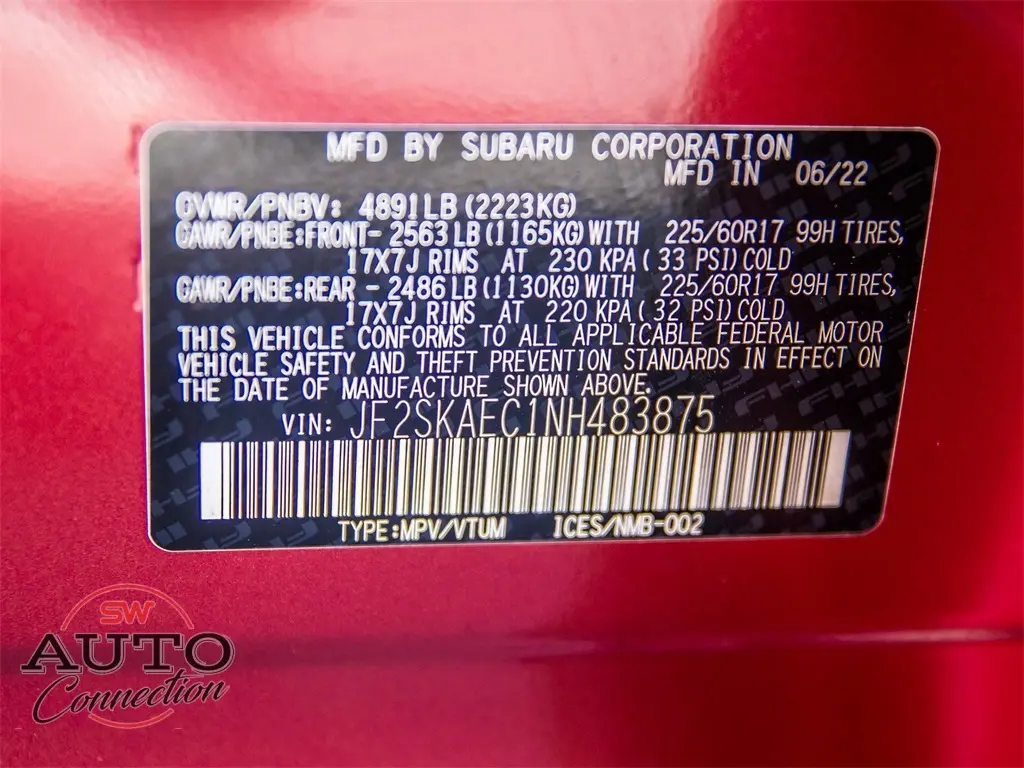 MFD BY SUBARU CORPORATION
MFD IN 06/22
GVWR/PNBV: 4891LB (2223KG)
GAWR/PNBE:FRONT- 2563LB (1165KG) WITH 225/60R17 99H TIRES,
17X7J RIMS AT 230 KPA( 33 PSI) COLD
GAWR/PNBE:REAR - 2486LB (1130KG) WITH 225/60R17 99H TIRES,
17X7J RIMS AT 220 KPA( 32 PSI) COLD
THIS VEHICLE CONFORMS TO ALL APPLICABLE FEDERAL MOTOR
VEHICLE SAFETY AND THEFT PREVENTION STANDARDS IN EFFECT ON
THE DATE OF MANUFACTURE SHOWN ABOVE.
VIN: JF2SKAEC1NH483875
TYPE:MPV/VTUM ICES/NMB-002
SW
AUTO
Connection